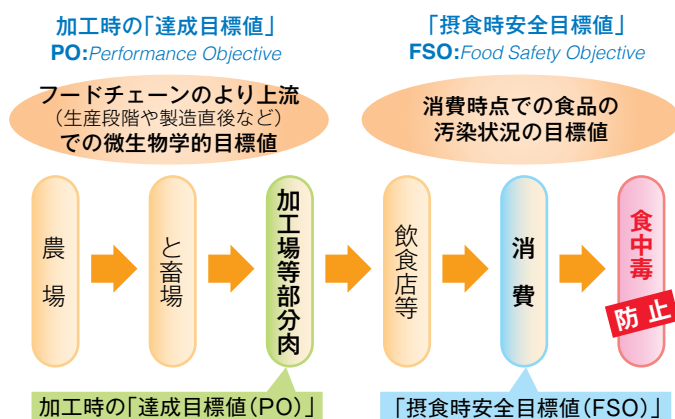 加工時の「達成目標値」
PO:Performance Objective
フードチェーンのより上流
（生産段階や製造直後など）
での微生物学的目標値
「摂食時安全目標値」
FSO:Food Safety Objective
消費時点での食品の
汚染状況の目標値
農場
と畜場
加工場等部分肉
飲食店等
消費
食中毒
防止
加工時の「達成目標値（PO）」
「摂食時安全目標値（FSO）」